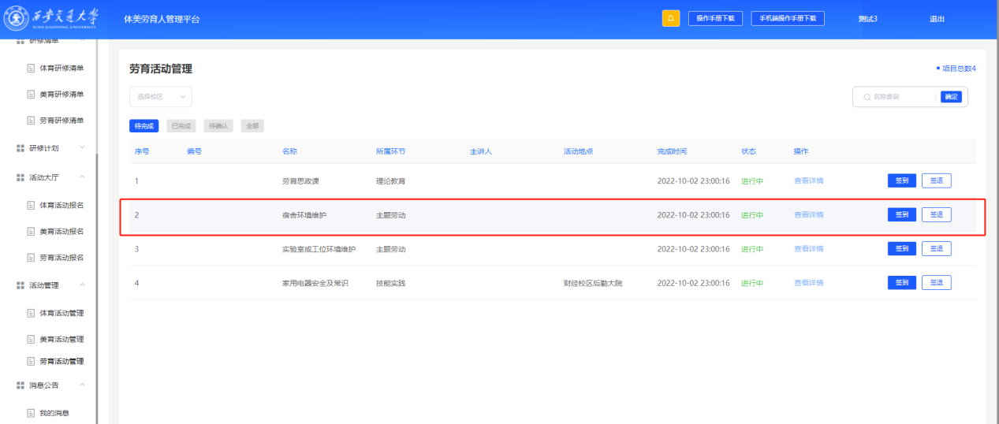 西安交通大学
XI'AN JIAOTONG UNIVERSITY
体美劳育人管理平台
操作手册下载
手机端操作手册下载
测试3
退出
研修清单
体育研修清单
美育研修清单
劳育研修清单
研修计划
活动大厅
体育活动报名
美育活动报名
劳育活动报名
活动管理
体育活动管理
美育活动管理
劳育活动管理
消息公告
我的消息
劳育活动管理
项目总数4
选择校区
名称查询
确定
待完成 已完成 待确认 全部
序号 编号 名称 所属环节 主讲人 活动地点 完成时间 状态 操作
1 劳育思政课 理论教育 2022-10-02 23:00:16 进行中 查看详情 签到 签退
2 宿舍环境维护 主题劳动 2022-10-02 23:00:16 进行中 查看详情 签到 签退
3 实验室或工位环境维护 主题劳动 2022-10-02 23:00:16 进行中 查看详情 签到 签退
4 家用电器安全及常识 技能实践 财经校区后勤大院 2022-10-02 23:00:16 进行中 查看详情 签到 签退